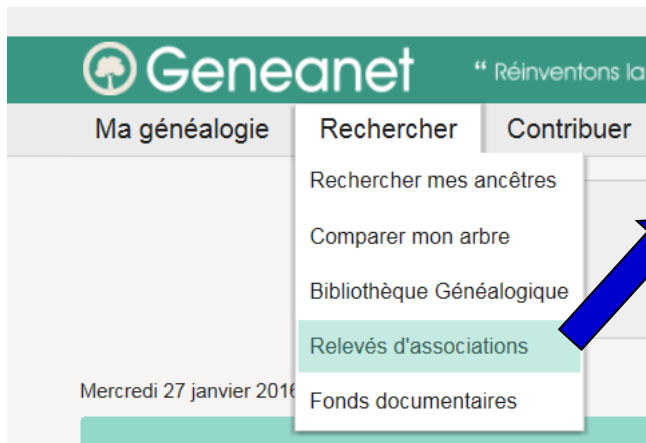 Geneanet “ Réinventons la
Ma généalogie Rechercher Contribuer
Rechercher mes ancêtres
Comparer mon arbre
Bibliothèque Généalogique
Relevés d'associations
Mercredi 27 janvier 2016
Fonds documentaires